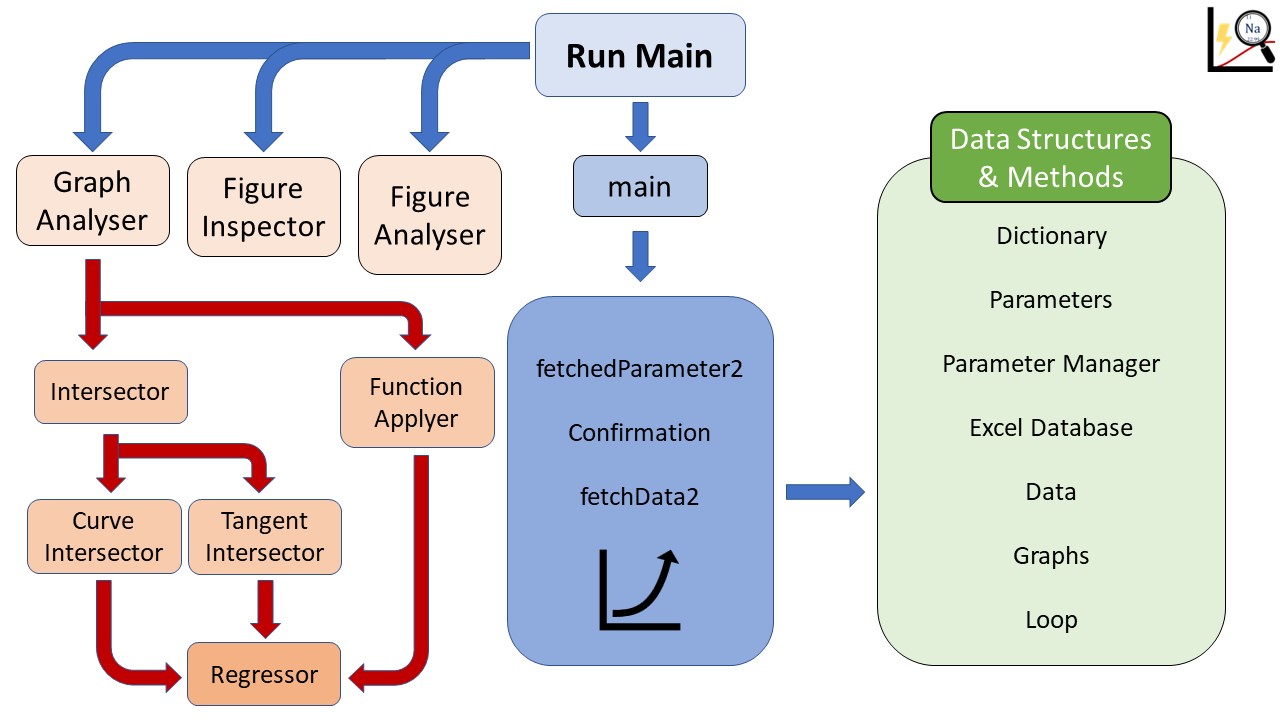 Run Main
11
Na
Data Structures
& Methods
Graph
Analyser
Figure
Inspector
Figure
Analyser
main
Dictionary
Parameters
Parameter Manager
Excel Database
Data
Graphs
Loop
Intersector
Function
Applyer
fetchedParameter2
Confirmation
fetchData2
Curve
Intersector
Tangent
Intersector
Regressor